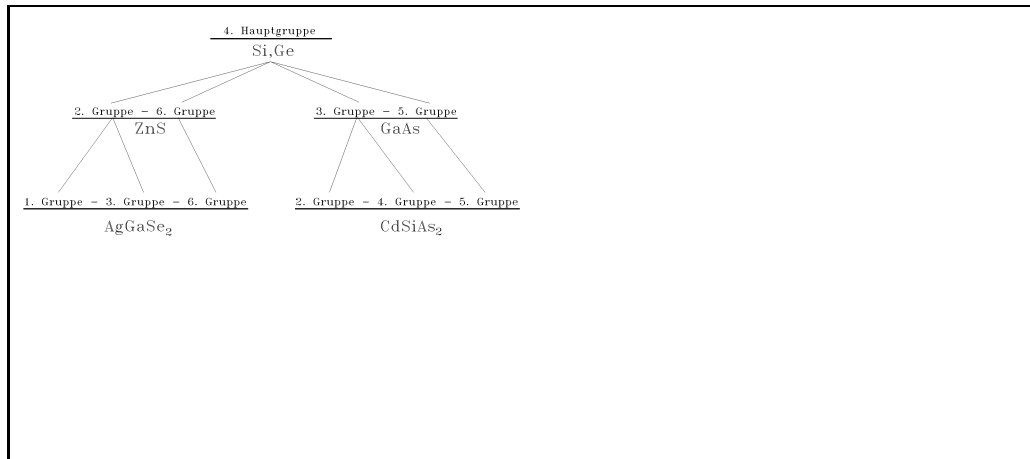 4. Hauptgruppe
Si,Ge
2. Gruppe - 6. Gruppe
ZnS
3. Gruppe - 5. Gruppe
GaAs
1. Gruppe - 3. Gruppe - 6. Gruppe
AgGaSe2
2. Gruppe - 4. Gruppe - 5. Gruppe
CdSiAs2